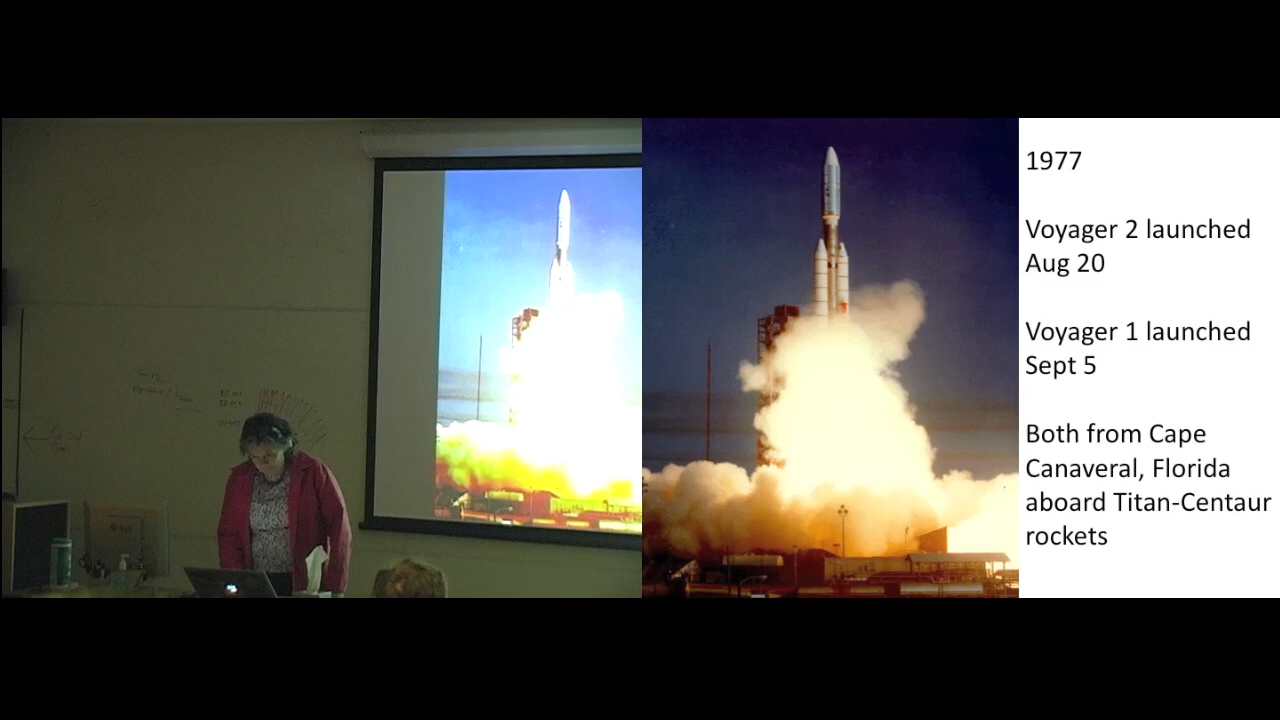 1977
Voyager 2 launched
Aug 20
Voyager 1 launched
Sept 5
Both from Cape
Canaveral, Florida
aboard Titan-Centaur
rockets